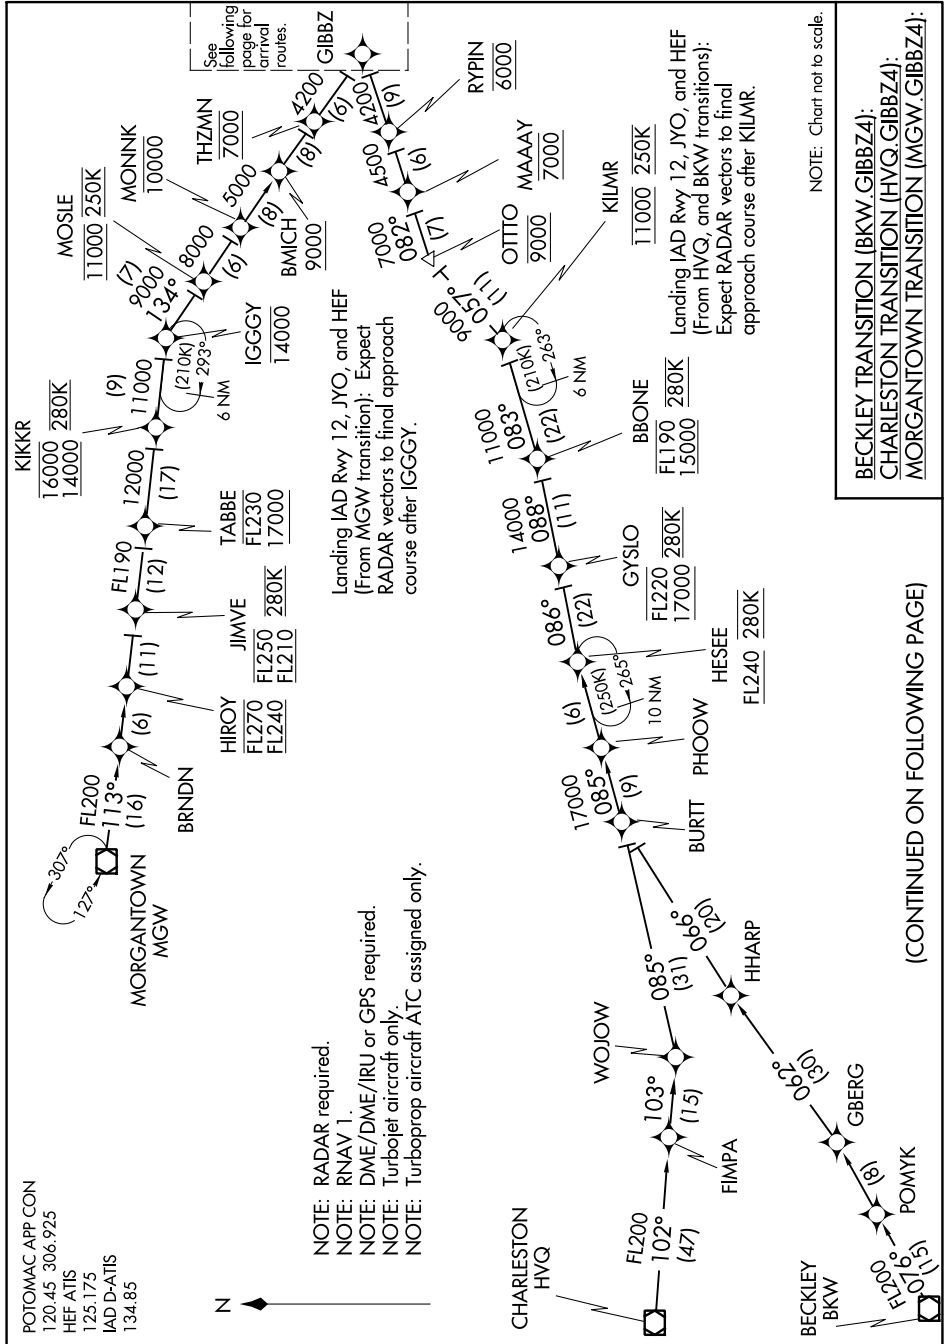 POTOMAC APP CON
120.45 306.925
HEF ATIS
125.175
IAD D-ATIS
134.85
N
NOTE: RADAR required.
NOTE: RNAV 1.
NOTE: DME/DME/IRU or GPS required.
NOTE: Turbojet aircraft only.
NOTE: Turboprop aircraft ATC assigned only.
MORGANTOWN
MGW
307°
127°
FL200
113°
(16)
BRNDN
(6)
HIROY
FL270
FL240
(11)
JIMVE
FL250 280K
FL210
FL190
(12)
TABBE
FL230
17000
12000
(17)
KIKKR
16000 280K
14000
11000
(9)
IGGGY
14000
(210K)
293°
6 NM
(7)
9000
134°
MOSLE
11000 250K
8000
(6)
MONNK
10000
5000
(8)
BMICH
9000
(8)
THZMN
7000
4200
(6)
GIBBZ
See
following
page for
arrival
routes.
Landing IAD Rwy 12, JYO, and HEF
(From MGW transition): Expect
RADAR vectors to final approach
course after IGGGY.
CHARLESTON
HVQ
FL200
102°
(47)
FIMPA
103°
(15)
WOJOW
085°
(31)
BECKLEY
BKW
FL200
076°
(15)
POMYK
(8)
GBERG
062°
(30)
HHARP
066°
(20)
BURTT
17000
085°
(9)
PHOOW
(6)
(250K)
265°
10 NM
HESEE
FL240 280K
086°
(22)
GYSLO
FL220 280K
17000
14000
088°
(11)
BBONE
FL190 280K
15000
11000
083°
(22)
(210K)
263°
6 NM
KILMR
11000 250K
9000
057°
(11)
OTTTO
9000
7000
082°
(7)
MAAAY
7000
4500
(6)
RYPIN
6000
4200
(9)
Landing IAD Rwy 12, JYO, and HEF
(From HVQ, and BKW transitions):
Expect RADAR vectors to final
approach course after KILMR.
NOTE: Chart not to scale.
BECKLEY TRANSITION (BKW.GIBBZ4):
CHARLESTON TRANSITION (HVQ.GIBBZ4):
MORGANTOWN TRANSITION (MGW.GIBBZ4):
(CONTINUED ON FOLLOWING PAGE)